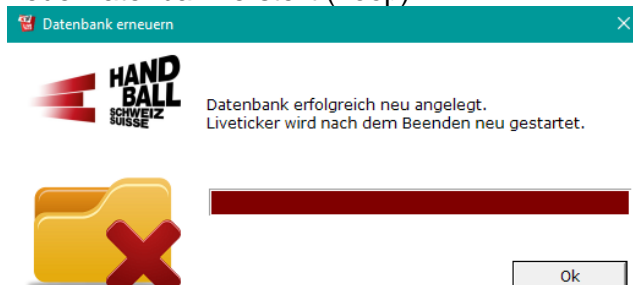 Datenbank erneuern
HAND
BALL
SCHWEIZ
SUISSE
Datenbank erfolgreich neu angelegt.
Liveticker wird nach dem Beenden neu gestartet.
Ok